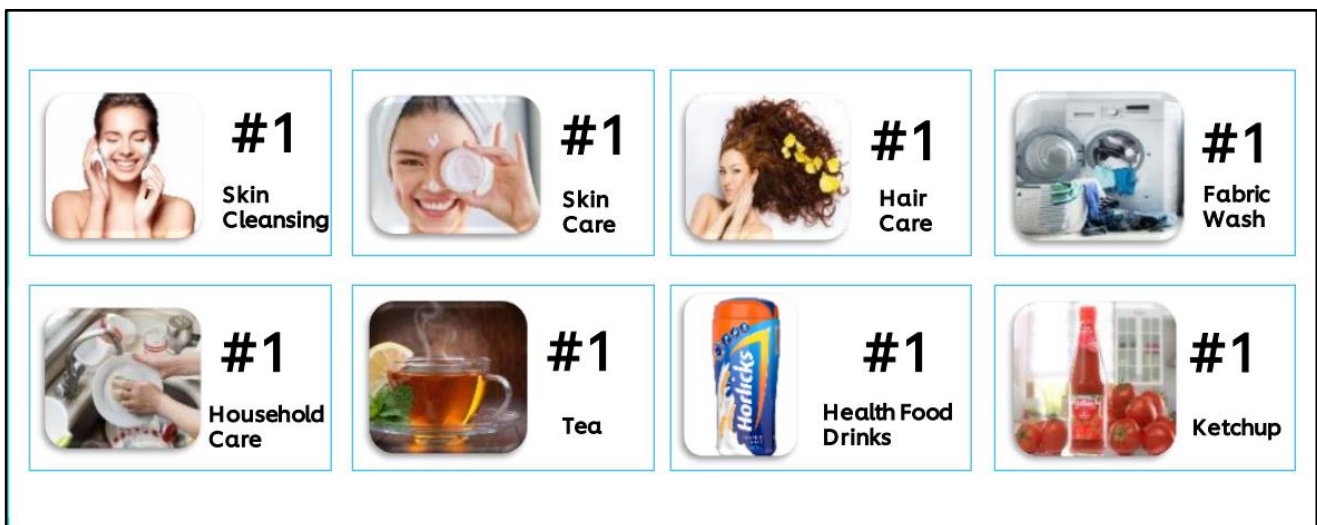 #1
Skin
Cleansing
#1
Skin
Care
#1
Hair
Care
#1
Fabric
Wash
#1
Household
Care
#1
Tea
Horlicks
#1
Health Food
Drinks
#1
Ketchup